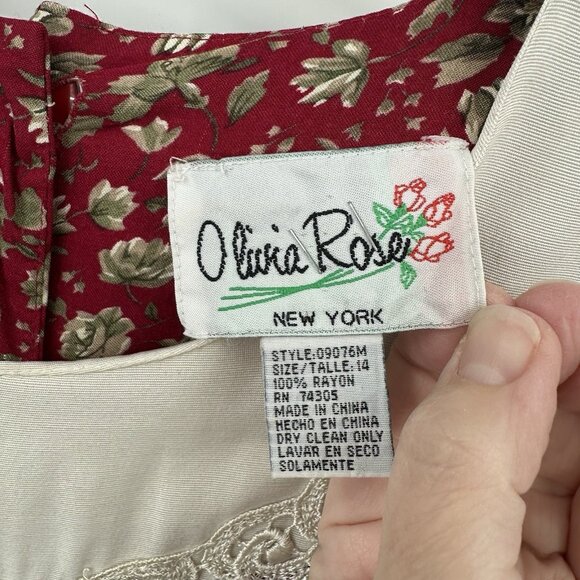 Olivia Rose
NEW YORK
STYLE:09076M
SIZE/TALLE:14
100% RAYON
RN 74305
MADE IN CHINA
HECHO EN CHINA
DRY CLEAN ONLY
LAVAR EN SECO
SOLAMENTE